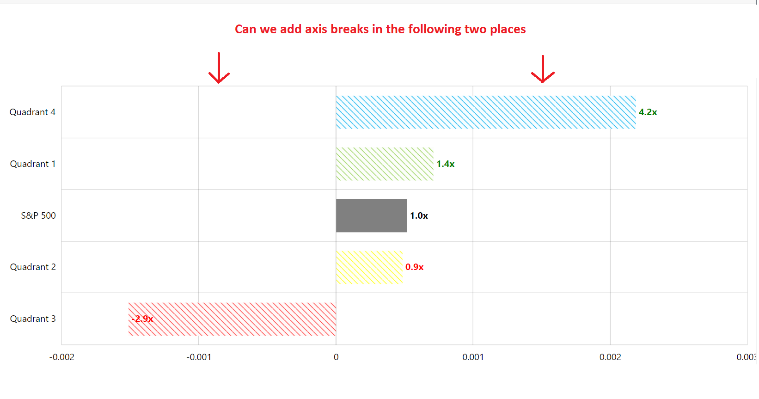 Can we add axis breaks in the following two places
Quadrant 4
4.2x
Quadrant 1
1.4x
S&P 500
1.0x
Quadrant 2
0.9x
Quadrant 3
-2.9x
-0.002
-0.001
0
0.001
0.002